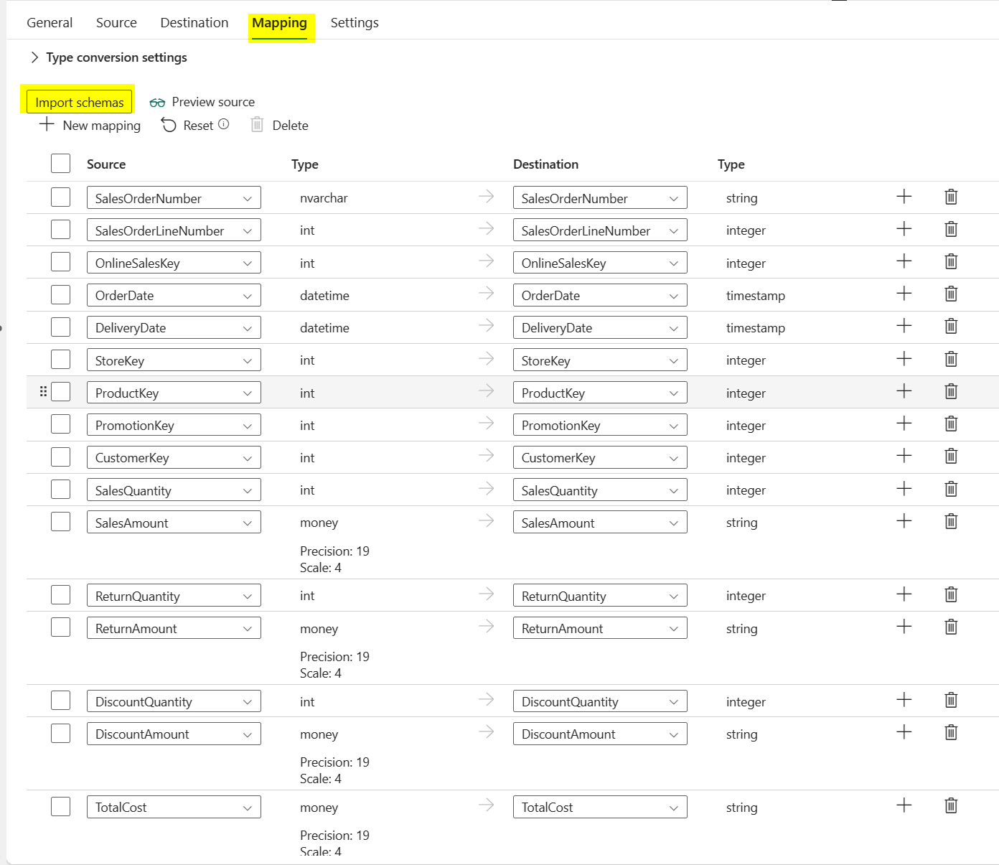 General Source Destination Mapping Settings
Type conversion settings
Import schemas Preview source
New mapping Reset Delete
Source Type Destination Type
SalesOrderNumber nvarchar SalesOrderNumber string
SalesOrderLineNumber int SalesOrderLineNumber integer
OnlineSalesKey int OnlineSalesKey integer
OrderDate datetime OrderDate timestamp
DeliveryDate datetime DeliveryDate timestamp
StoreKey int StoreKey integer
ProductKey int ProductKey integer
PromotionKey int PromotionKey integer
CustomerKey int CustomerKey integer
SalesQuantity int SalesQuantity integer
SalesAmount money SalesAmount string
Precision: 19
Scale: 4
ReturnQuantity int ReturnQuantity integer
ReturnAmount money ReturnAmount string
Precision: 19
Scale: 4
DiscountQuantity int DiscountQuantity integer
DiscountAmount money DiscountAmount string
Precision: 19
Scale: 4
TotalCost money TotalCost string
Precision: 19
Scale: 4